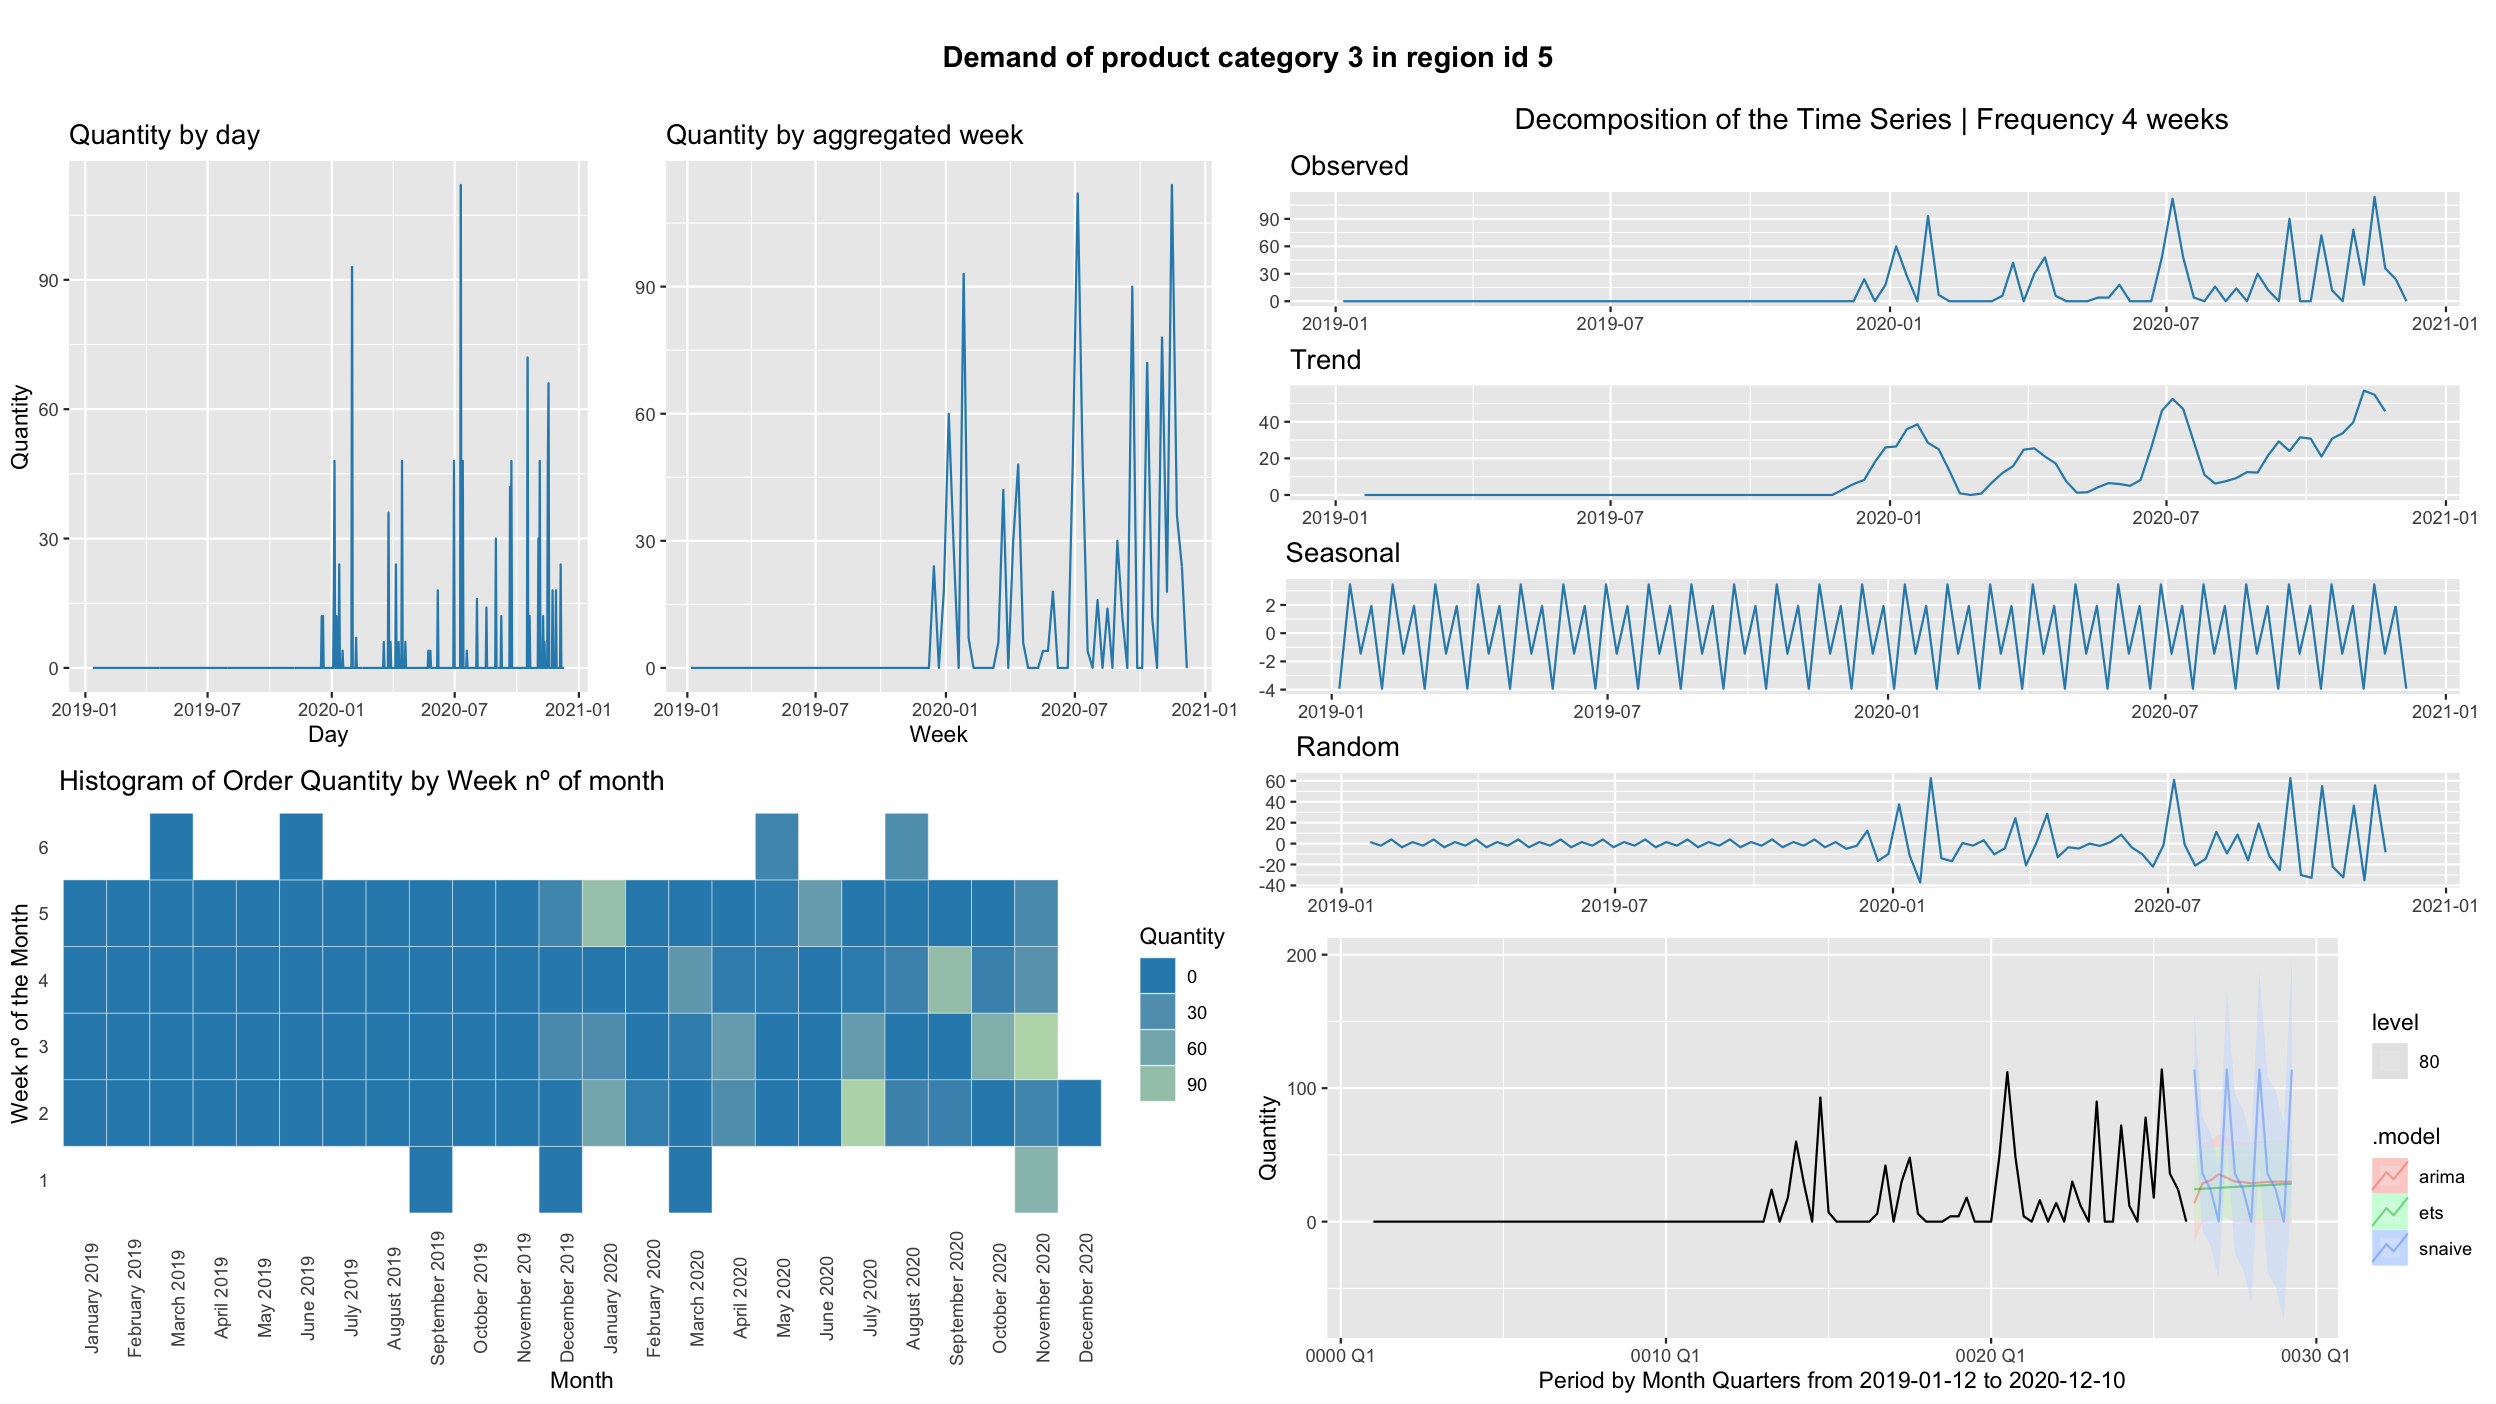 Demand of product category 3 in region id 5
Quantity by day
Quantity
90
60
30
0
2019-01 2019-07 2020-01 2020-07 2021-01
Day
Quantity by aggregated week
90
60
30
0
2019-01 2019-07 2020-01 2020-07 2021-01
Week
Decomposition of the Time Series | Frequency 4 weeks
Observed
90
60
30
0
2019-01 2019-07 2020-01 2020-07 2021-01
Trend
40
20
0
2019-01 2019-07 2020-01 2020-07 2021-01
Seasonal
2
0
-2
-4
2019-01 2019-07 2020-01 2020-07 2021-01
Random
60
40
20
0
-20
-40
2019-01 2019-07 2020-01 2020-07 2021-01
Histogram of Order Quantity by Week nº of month
Week nº of the Month
6
5
4
3
2
1
January 2019
February 2019
March 2019
April 2019
May 2019
June 2019
July 2019
August 2019
September 2019
October 2019
November 2019
December 2019
January 2020
February 2020
March 2020
April 2020
May 2020
June 2020
July 2020
August 2020
September 2020
October 2020
November 2020
December 2020
Month
Quantity
0
30
60
90
Quantity
200
100
0
0000 Q1 0010 Q1 0020 Q1 0030 Q1
Period by Month Quarters from 2019-01-12 to 2020-12-10
level
80
.model
arima
ets
snaive